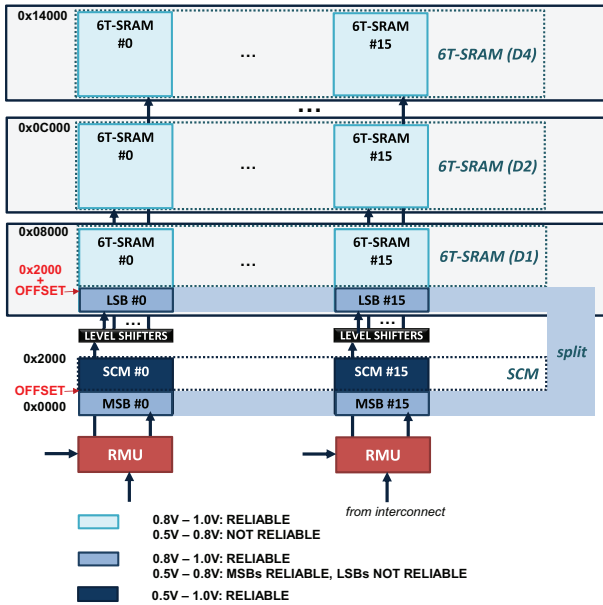 0x14000
6T-SRAM #0
...
6T-SRAM #15
6T-SRAM (D4)
...
0x0C000
6T-SRAM #0
...
6T-SRAM #15
6T-SRAM (D2)
0x08000
6T-SRAM #0
...
6T-SRAM #15
6T-SRAM (D1)
0x2000
+
OFFSET
LSB #0
LSB #15
...
...
LEVEL SHIFTERS
LEVEL SHIFTERS
split
0x2000
SCM #0
SCM #15
SCM
OFFSET
0x0000
MSB #0
MSB #15
RMU
RMU
from interconnect
0.8V – 1.0V: RELIABLE
0.5V – 0.8V: NOT RELIABLE
0.8V – 1.0V: RELIABLE
0.5V – 0.8V: MSBs RELIABLE, LSBs NOT RELIABLE
0.5V – 1.0V: RELIABLE